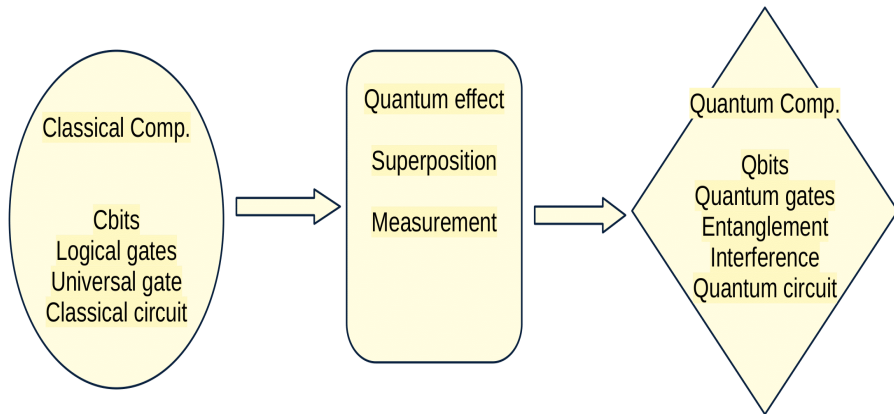 Classical Comp.
Cbits
Logical gates
Universal gate
Classical circuit
Quantum effect
Superposition
Measurement
Quantum Comp.
Qbits
Quantum gates
Entanglement
Interference
Quantum circuit